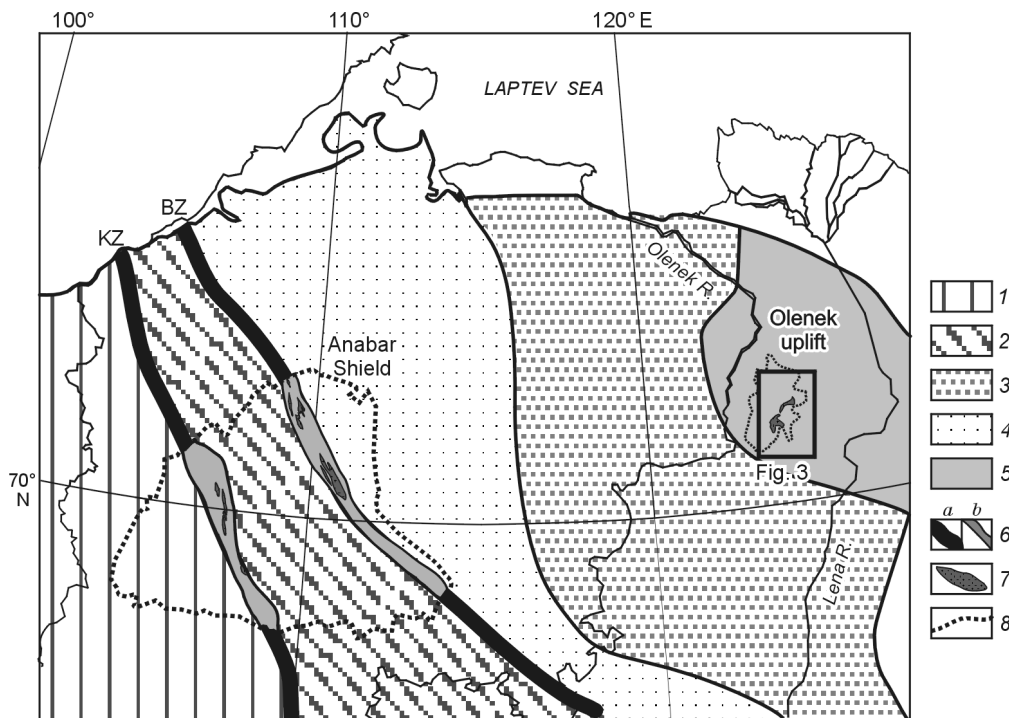 100°
110°
120° E
LAPTEV SEA
BZ
KZ
Olenek R.
Olenek
uplift
Anabar
Shield
Fig. 3
70°
N
Lena R.
1
2
3
4
5
a b
6
7
8